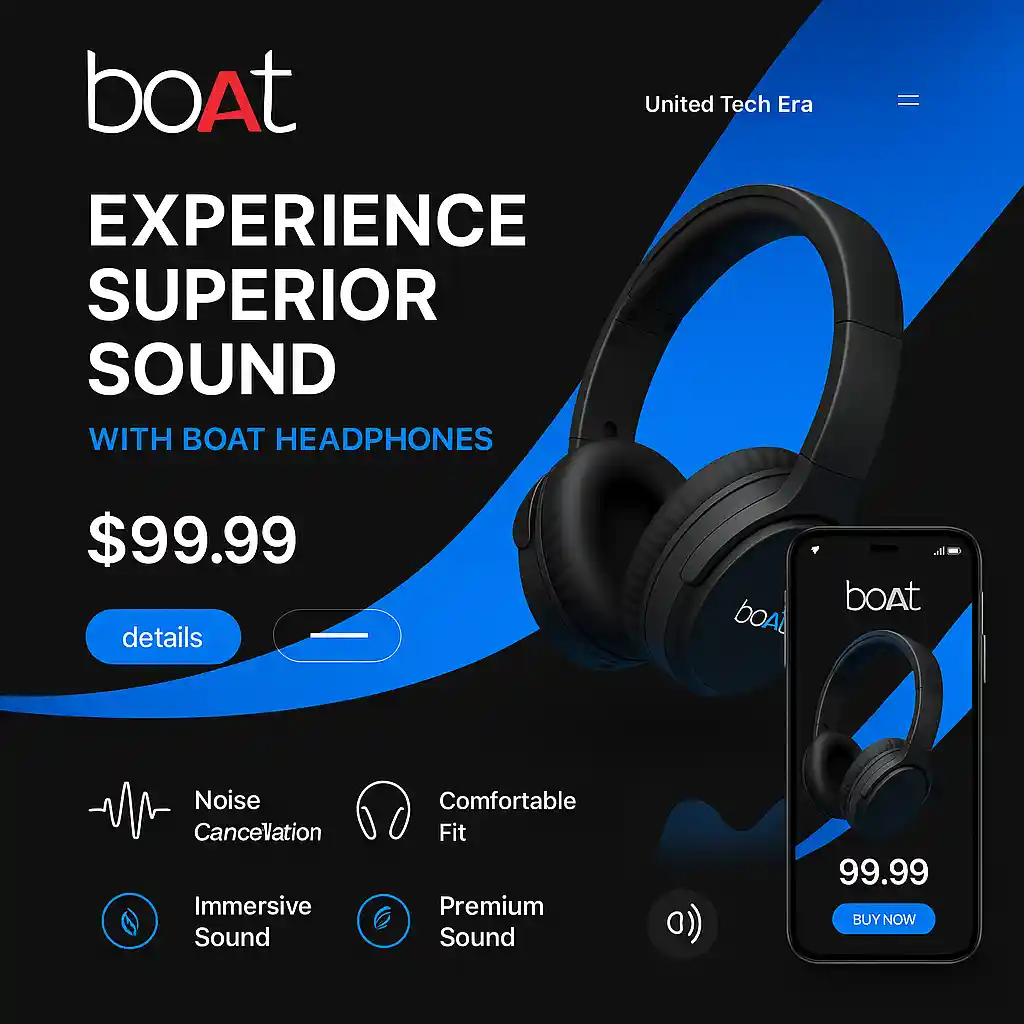 boAt
United Tech Era
EXPERIENCE
SUPERIOR
SOUND
WITH BOAT HEADPHONES
$99.99
details
Noise
Cancellation
Comfortable
Fit
Immersive
Sound
Premium
Sound
boAt
boAt
99.99
BUY NOW